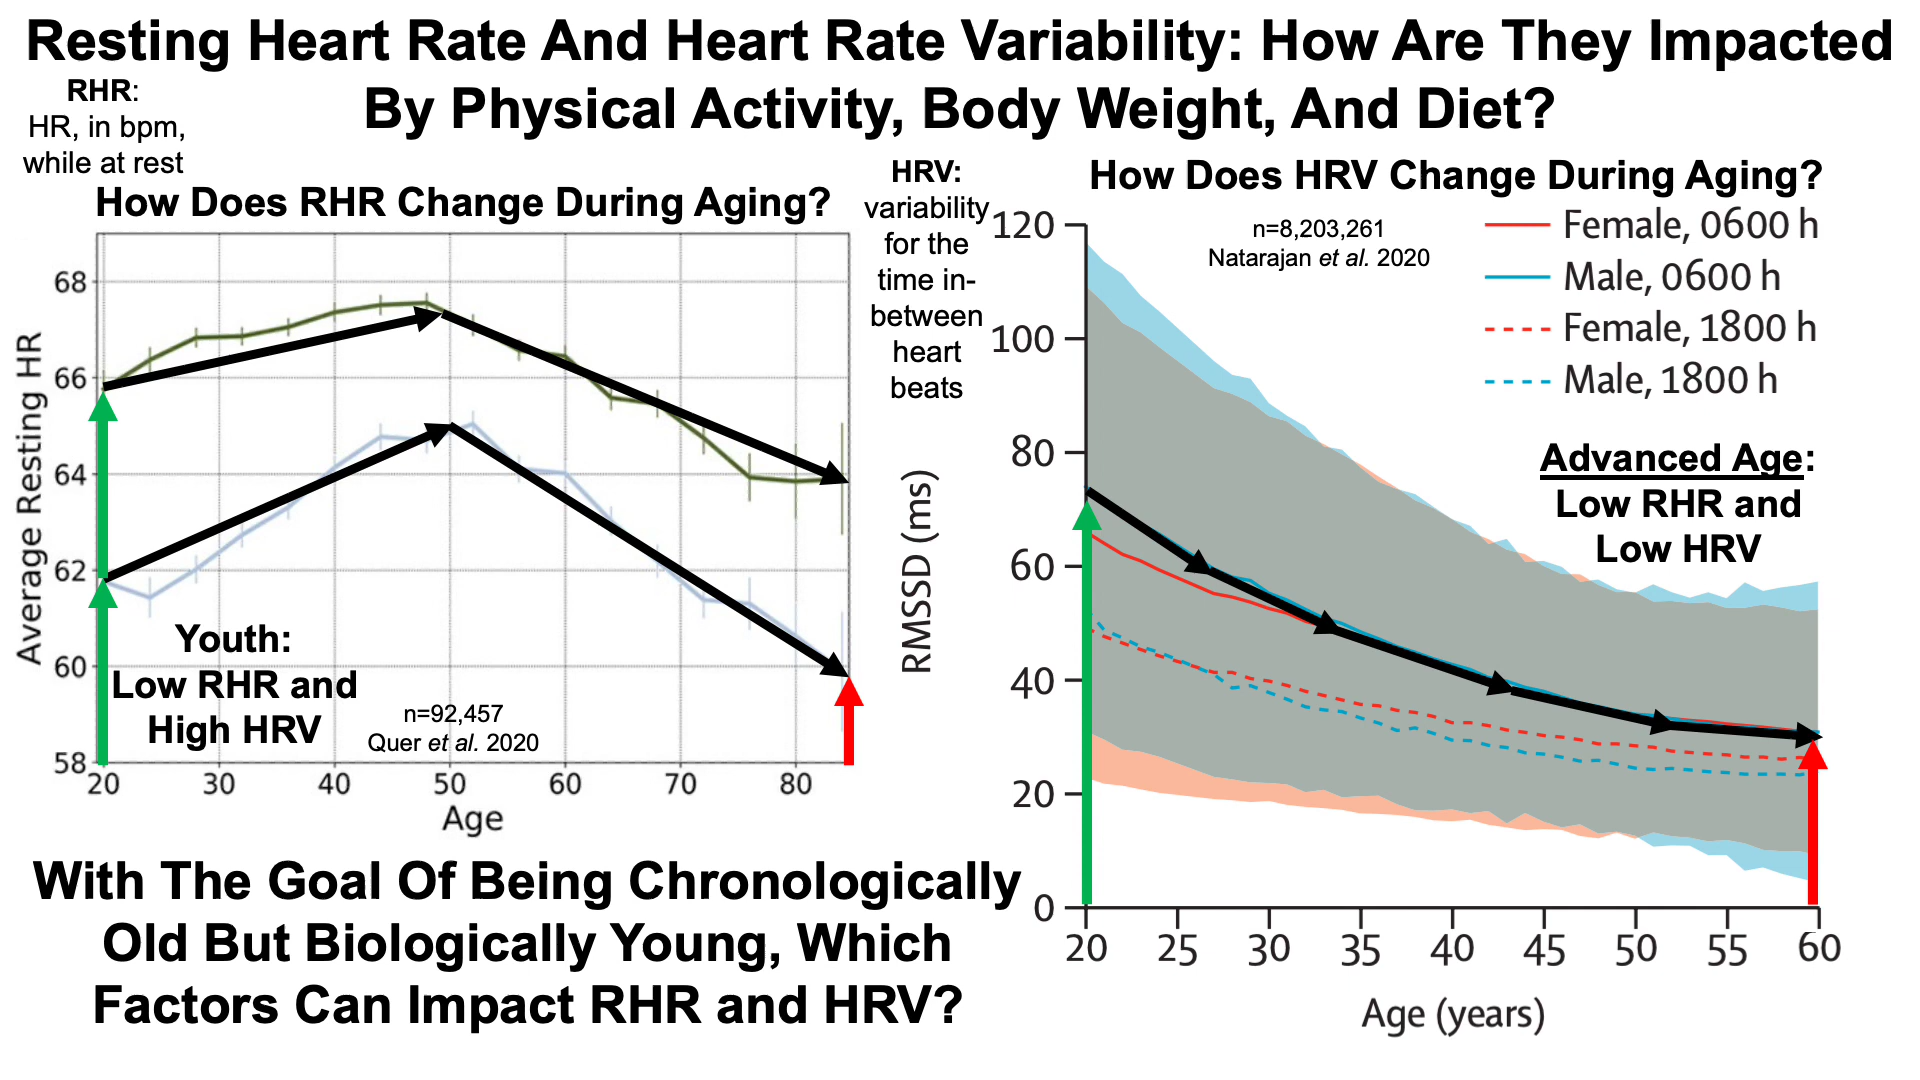 Resting Heart Rate And Heart Rate Variability: How Are They Impacted
By Physical Activity, Body Weight, And Diet?
RHR:
HR, in bpm,
while at rest
How Does RHR Change During Aging?
68
66
64
62
60
58
Average Resting HR
20 30 40 50 60 70 80
Age
Youth:
Low RHR and
High HRV
n=92,457
Quer et al. 2020
HRV:
variability
for the
time in-
between
heart
beats
How Does HRV Change During Aging?
n=8,203,261
Natarajan et al. 2020
Female, 0600 h
Male, 0600 h
Female, 1800 h
Male, 1800 h
Advanced Age:
Low RHR and
Low HRV
120
100
80
60
40
20
0
RMSSD (ms)
20 25 30 35 40 45 50 55 60
Age (years)
With The Goal Of Being Chronologically
Old But Biologically Young, Which
Factors Can Impact RHR and HRV?